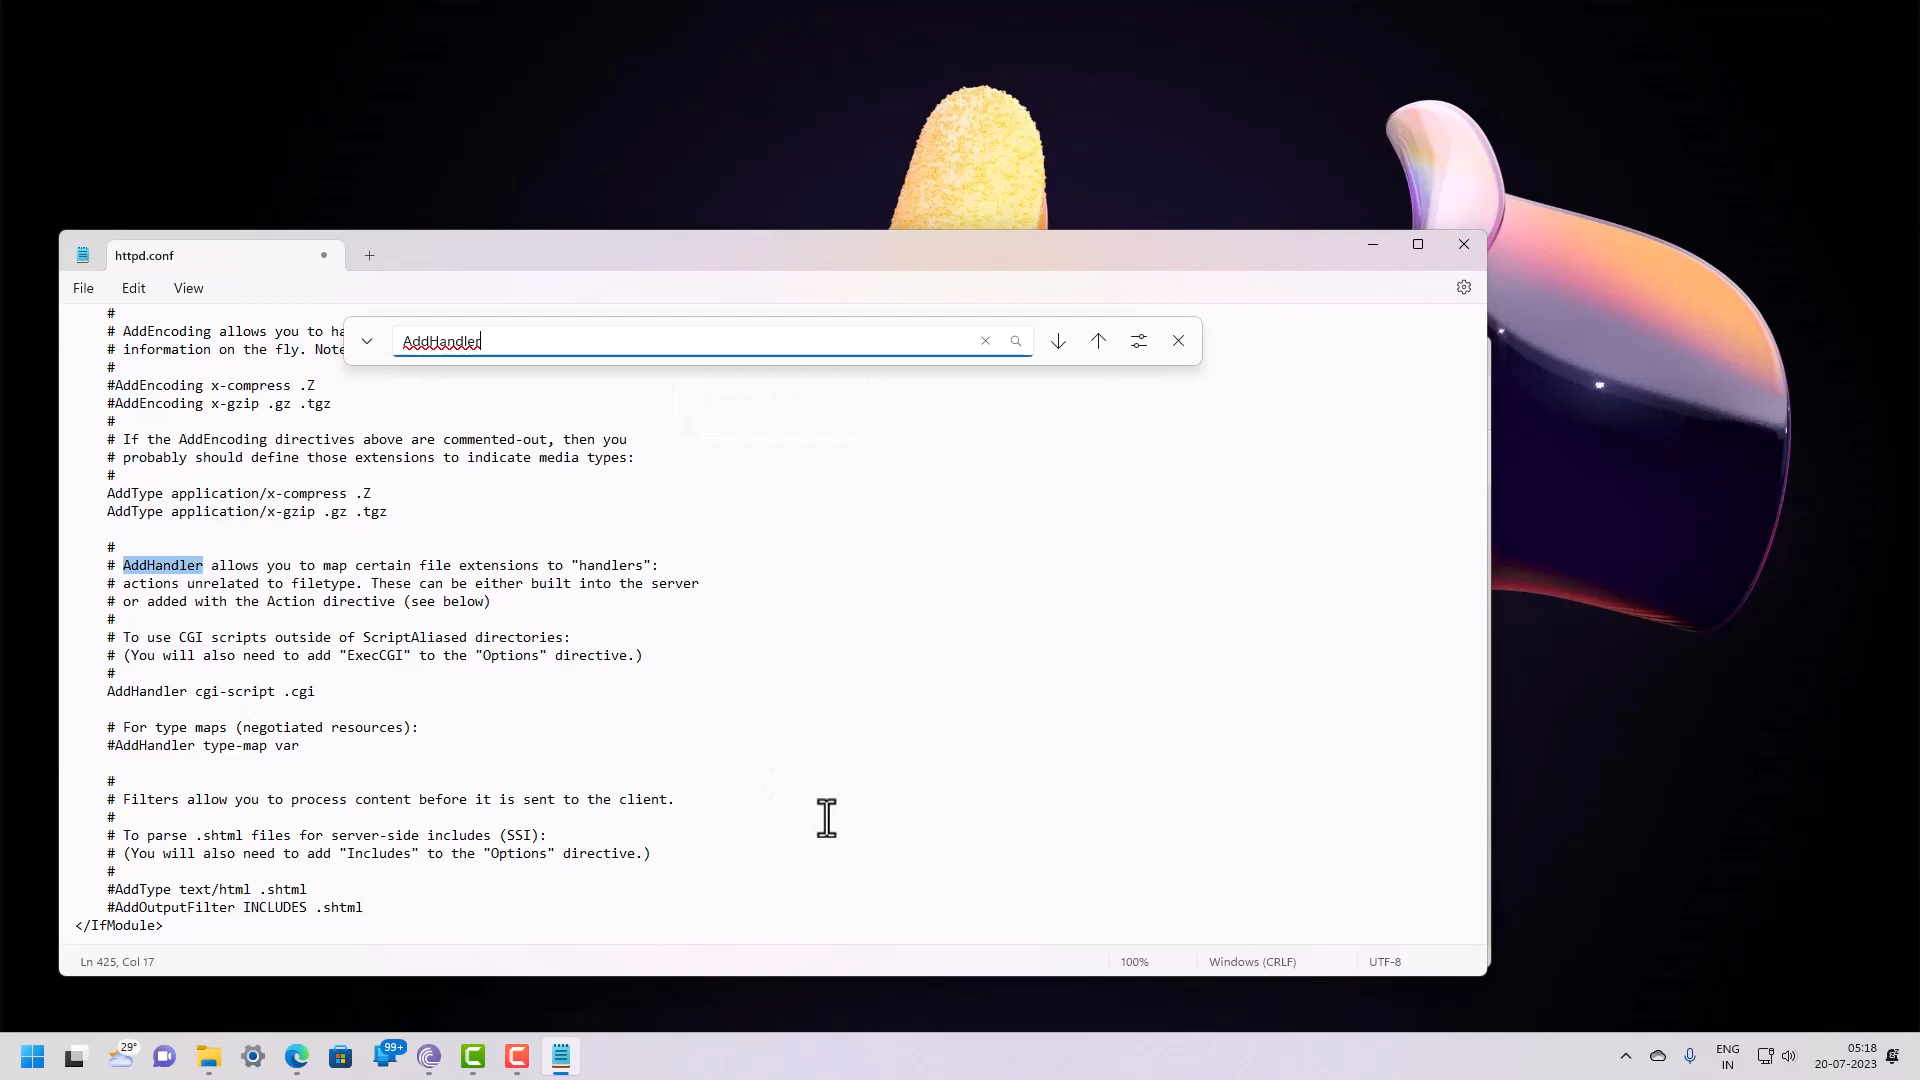 httpd.conf
File Edit View
AddHandler
#
# AddEncoding allows you to ha
# information on the fly. Note
#
#AddEncoding x-compress .Z
#AddEncoding x-gzip .gz .tgz
#
# If the AddEncoding directives above are commented-out, then you
# probably should define those extensions to indicate media types:
#
AddType application/x-compress .Z
AddType application/x-gzip .gz .tgz
#
# AddHandler allows you to map certain file extensions to "handlers":
# actions unrelated to filetype. These can be either built into the server
# or added with the Action directive (see below)
#
# To use CGI scripts outside of ScriptAliased directories:
# (You will also need to add "ExecCGI" to the "Options" directive.)
#
AddHandler cgi-script .cgi
# For type maps (negotiated resources):
#AddHandler type-map var
#
# Filters allow you to process content before it is sent to the client.
#
# To parse .shtml files for server-side includes (SSI):
# (You will also need to add "Includes" to the "Options" directive.)
#
#AddType text/html .shtml
#AddOutputFilter INCLUDES .shtml
</IfModule>
Ln 425, Col 17 100% Windows (CRLF) UTF-8
29°
99+
ENG
IN
05:18
20-07-2023